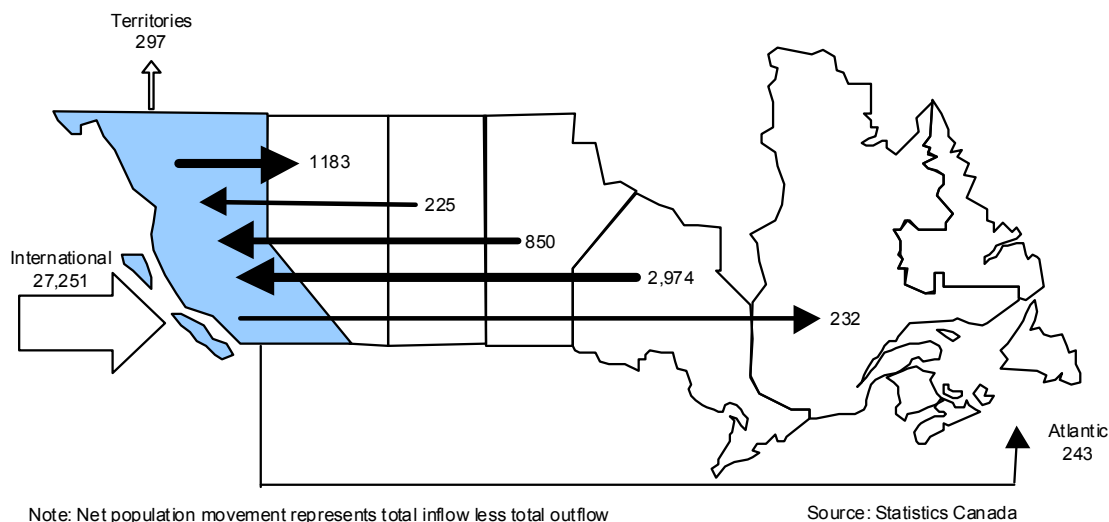 Territories
297
1183
225
850
International
27,251
2,974
232
Atlantic
243
Note: Net population movement represents total inflow less total outflow
Source: Statistics Canada